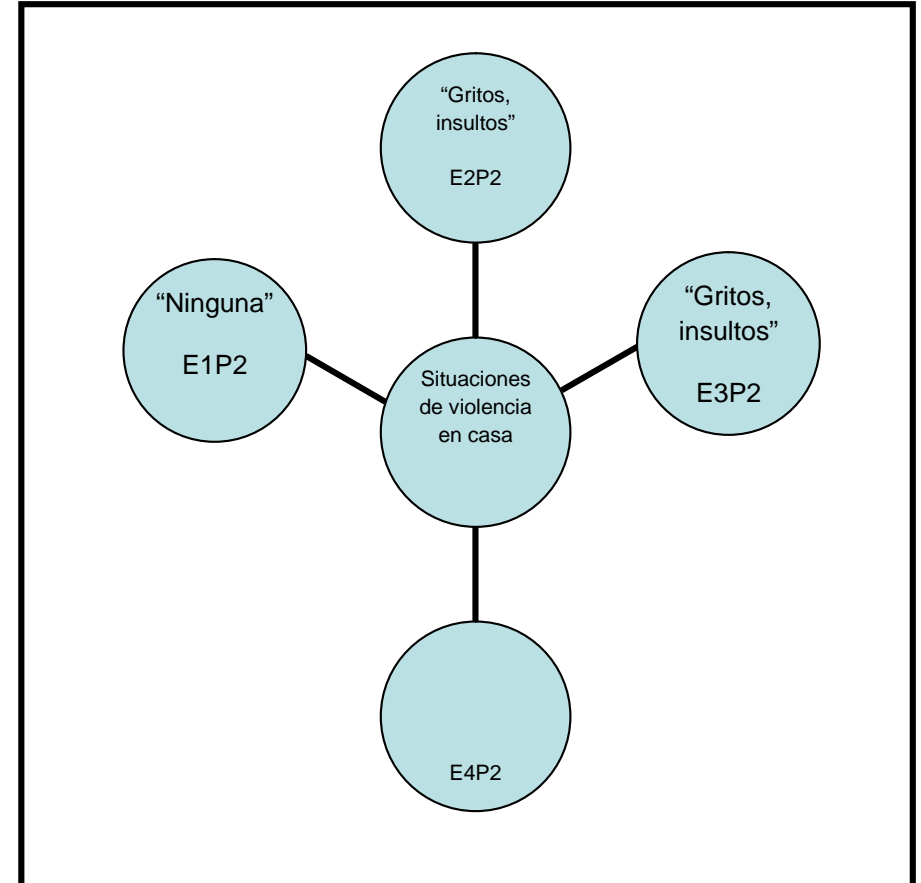 “Gritos,
insultos”
E2P2
“Ninguna”
E1P2
“Gritos,
insultos”
E3P2
Situaciones
de violencia
en casa
E4P2